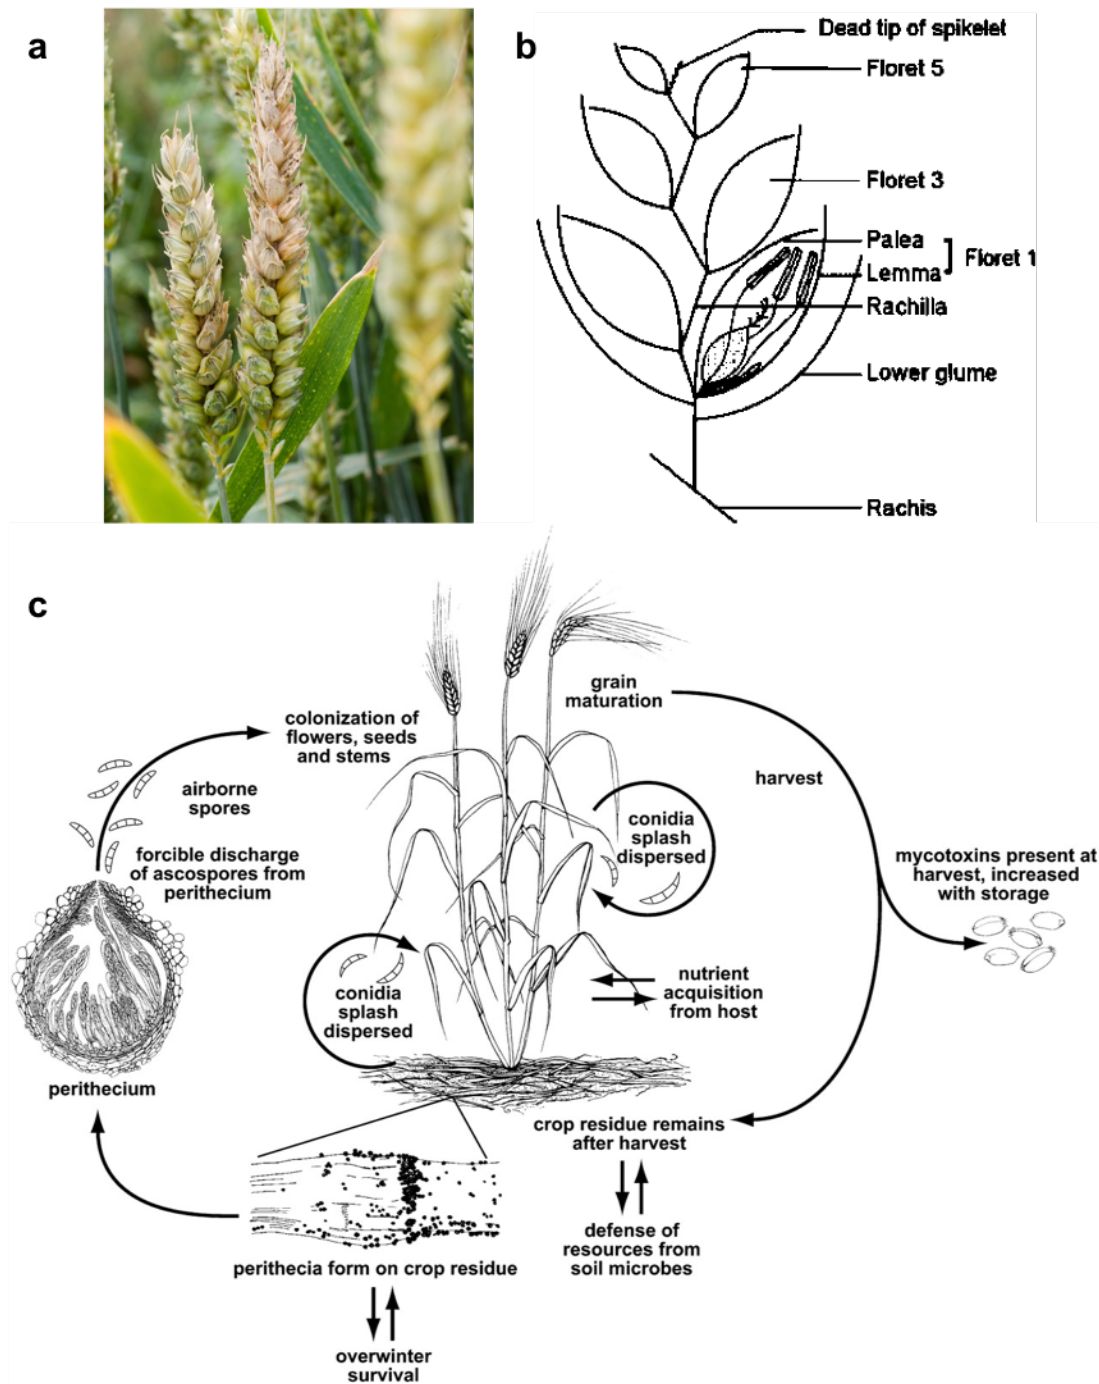 a
b
Dead tip of spikelet
Floret 5
Floret 3
Palea
Floret 1
Lemma
Rachilla
Lower glume
Rachis
c
grain
maturation
colonization of
flowers, seeds
and stems
airborne
spores
forcible discharge
of ascospores from
perithecium
harvest
conidia
splash
dispersed
mycotoxins present at
harvest, increased
with storage
conidia
splash
dispersed
nutrient
acquisition
from host
perithecium
crop residue remains
after harvest
defense of
resources from
soil microbes
perithecia form on crop residue
overwinter
survival